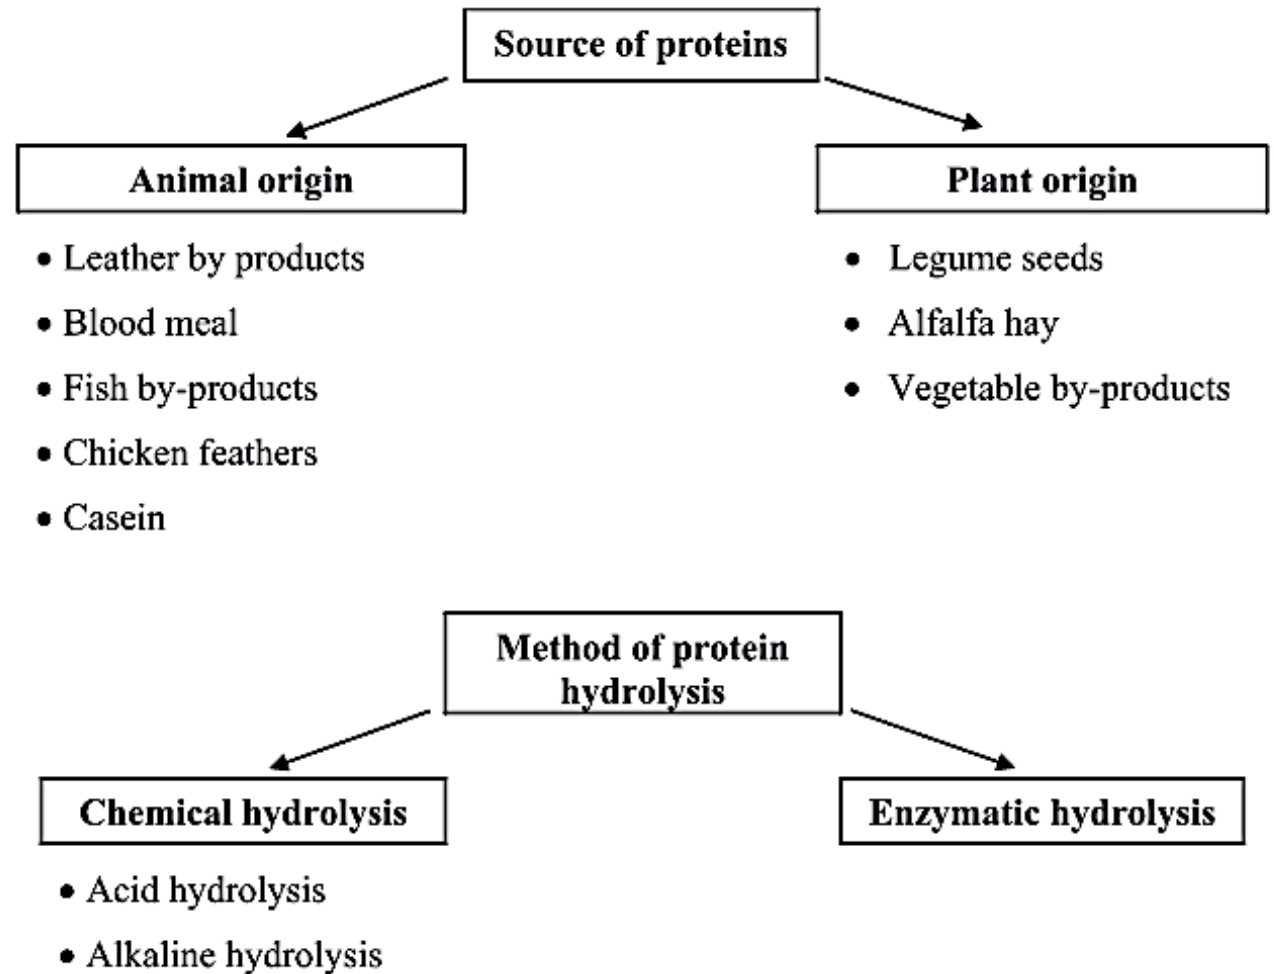 Source of proteins
Animal origin
• Leather by products
• Blood meal
• Fish by-products
• Chicken feathers
• Casein
Plant origin
• Legume seeds
• Alfalfa hay
• Vegetable by-products
Method of protein
hydrolysis
Chemical hydrolysis
• Acid hydrolysis
• Alkaline hydrolysis
Enzymatic hydrolysis